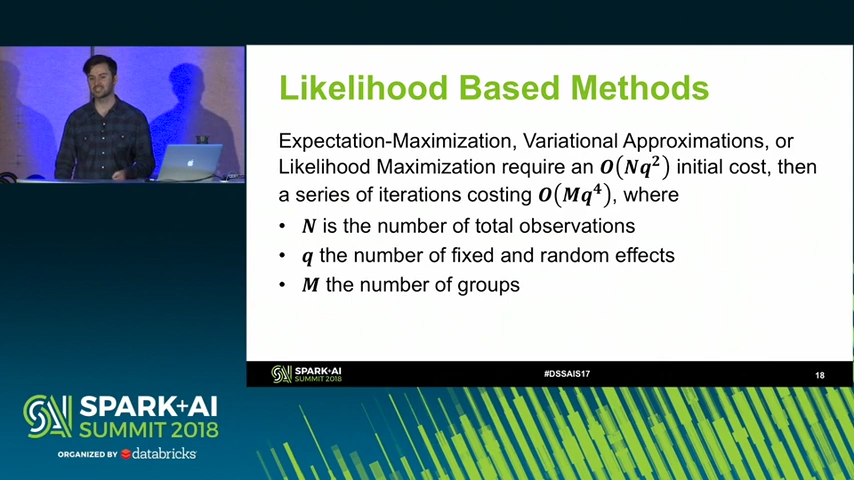 Likelihood Based Methods
Expectation-Maximization, Variational Approximations, or
Likelihood Maximization require an O(Nq²) initial cost, then
a series of iterations costing O(Mq⁴), where
• N is the number of total observations
• q the number of fixed and random effects
• M the number of groups
SPARK+AI
SUMMIT 2018
#DSSAIS17
18
SPARK+AI
SUMMIT 2018
ORGANIZED BY databricks